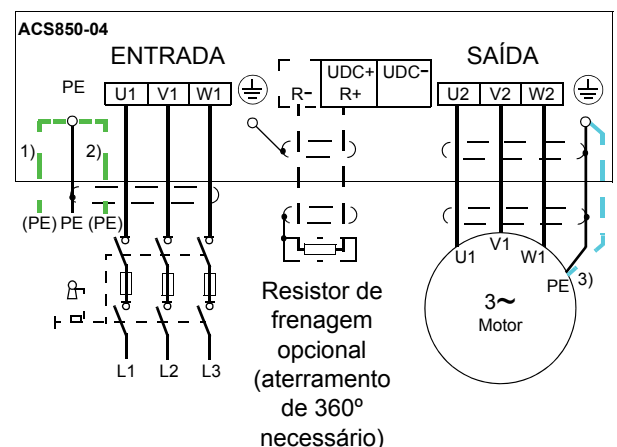 ACS850-04
ENTRADA
SAÍDA
PE
U1 V1 W1
R-
UDC+ UDC-
R+
U2 V2 W2
1)
2)
(PE) PE (PE)
U1 V1 W1
PE 3)
3~
Motor
L1 L2 L3
Resistor de
frenagem
opcional
(aterramento
de 360º
necessário)